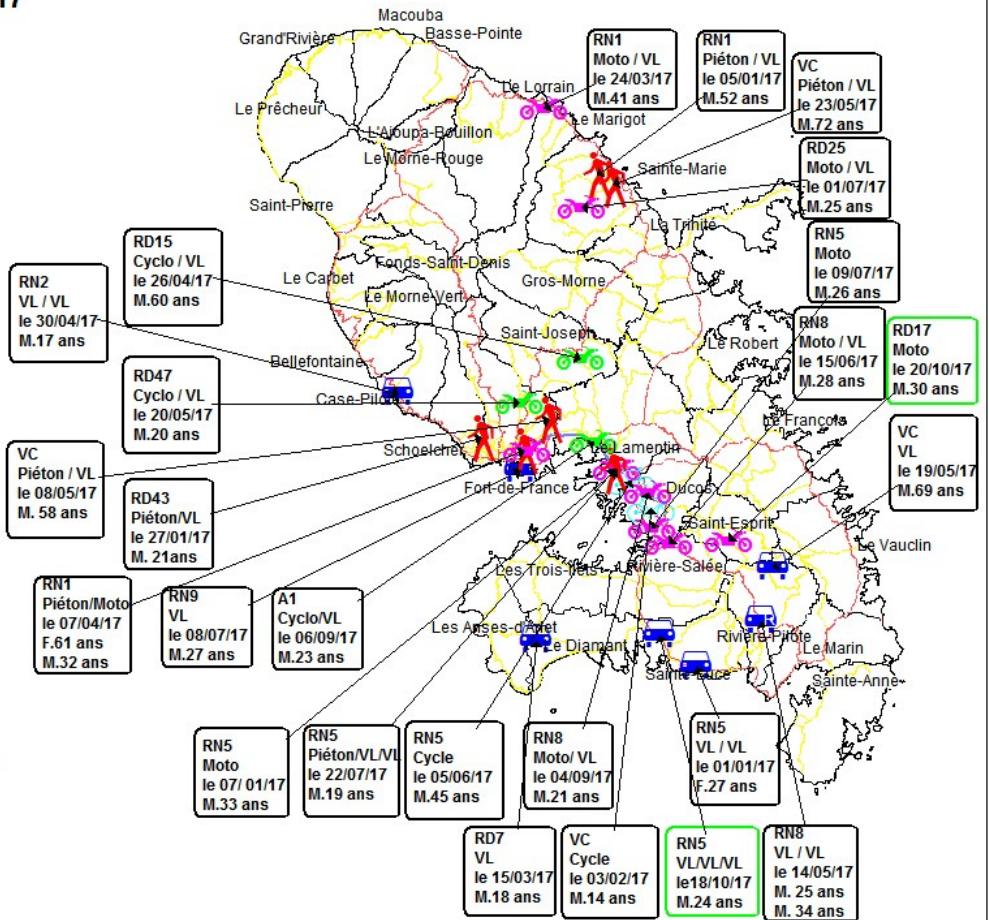 17
Macouba
Basse-Pointe
Grand'Rivière
Le Prêcheur
L'Ajoupa-Bouillon
Le Morne-Rouge
Saint-Pierre
Le Lorrain
Le Marigot
Sainte-Marie
La Trinité
Fonds-Saint-Denis
Le Carbet
Le Morne-Vert
Gros-Morne
Saint-Joseph
Le Robert
Bellefontaine
Case-Pilote
Schoelcher
Fort-de-France
Le Lamentin
Le François
Ducos
Saint-Esprit
Le Vauclin
Les Trois-Ilets
Rivière-Salée
Les Anses-d'Arlet
Le Diamant
Rivière-Pilote
Le Marin
Sainte-Luce
Sainte-Anne
RN1
Moto / VL
le 24/03/17
M.41 ans
RN1
Piéton / VL
le 05/01/17
M.52 ans
VC
Piéton / VL
le 23/05/17
M.72 ans
RD25
Moto / VL
le 01/07/17
M.25 ans
RN5
Moto
le 09/07/17
M.26 ans
RN8
Moto / VL
le 15/06/17
M.28 ans
RD17
Moto
le 20/10/17
M.30 ans
VC
VL
le 19/05/17
M.69 ans
RD15
Cyclo / VL
le 26/04/17
M.60 ans
RN2
VL / VL
le 30/04/17
M.17 ans
RD47
Cyclo / VL
le 20/05/17
M.20 ans
VC
Piéton / VL
le 08/05/17
M. 58 ans
RD43
Piéton/VL
le 27/01/17
M. 21ans
RN1
Piéton/Moto
le 07/04/17
F.61 ans
M.32 ans
RN9
VL
le 08/07/17
M.27 ans
A1
Cyclo/VL
le 06/09/17
M.23 ans
RN5
Moto
le 07/ 01/17
M.33 ans
RN5
Piéton/VL/VL
le 22/07/17
M.19 ans
RN5
Cycle
le 05/06/17
M.45 ans
RN8
Moto/ VL
le 04/09/17
M.21 ans
RN5
VL / VL
le 01/01/17
F.27 ans
RD7
VL
le 15/03/17
M.18 ans
VC
Cycle
le 03/02/17
M.14 ans
RN5
VL/VL/VL
le18/10/17
M.24 ans
RN8
VL / VL
le 14/05/17
M. 25 ans
M. 34 ans